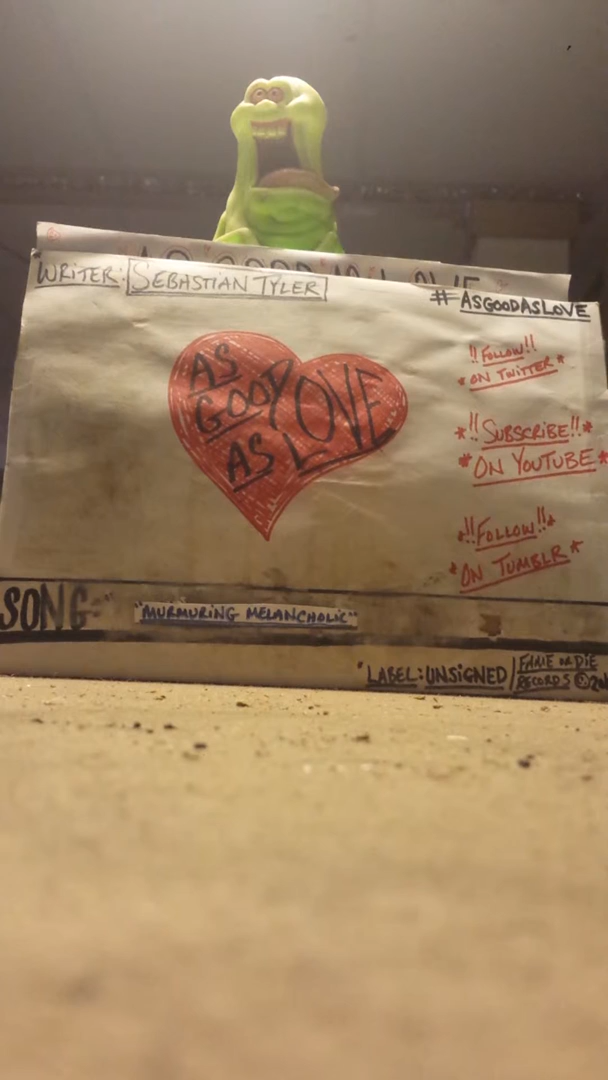 WRITER: SEBASTIAN TYLER
#ASGOODASLOVE
AS
GOOD
AS LOVE
!!FOLLOW!!
*ON TWITTER*
*!!SUBSCRIBE!!*
*ON YOUTUBE*
*!!FOLLOW!!*
*ON TUMBLR*
SONG:
"MURMURING MELANCHOLIC"
*LABEL: UNSIGNED/
FAME OR DIE
RECORDS ©